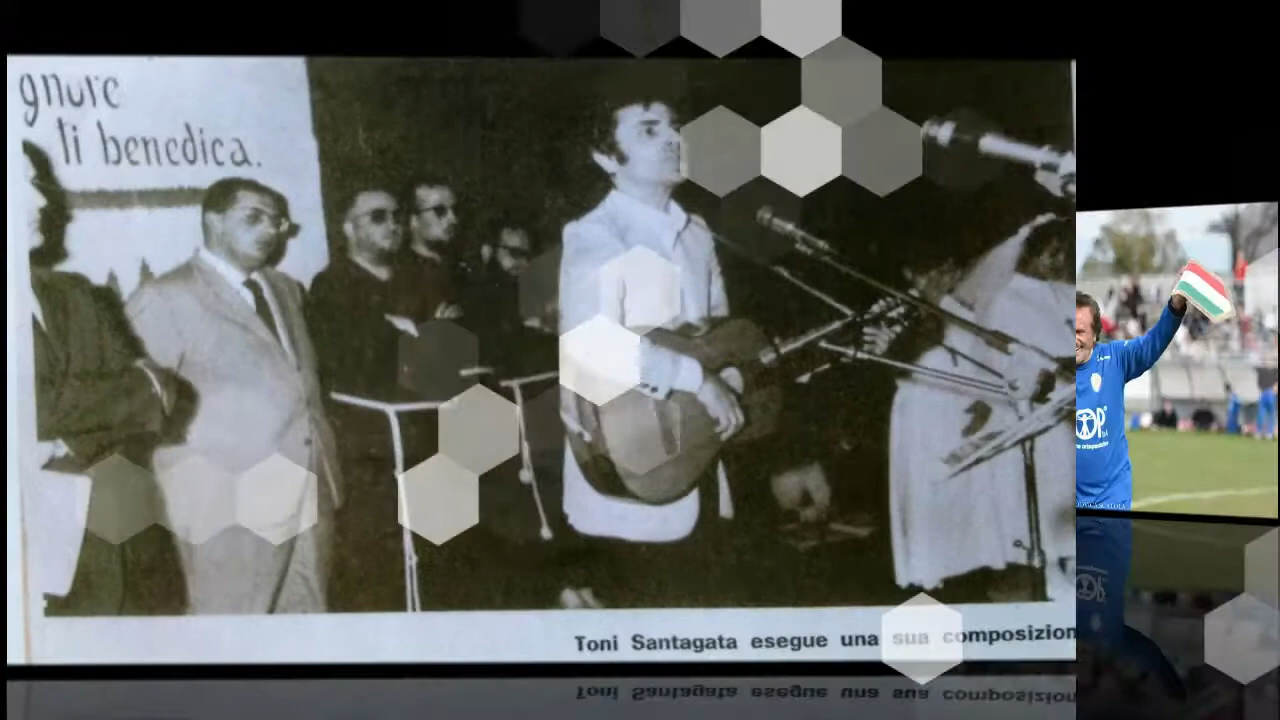 gnore
ti benedica.
Toni Santagata esegue una sua composizion